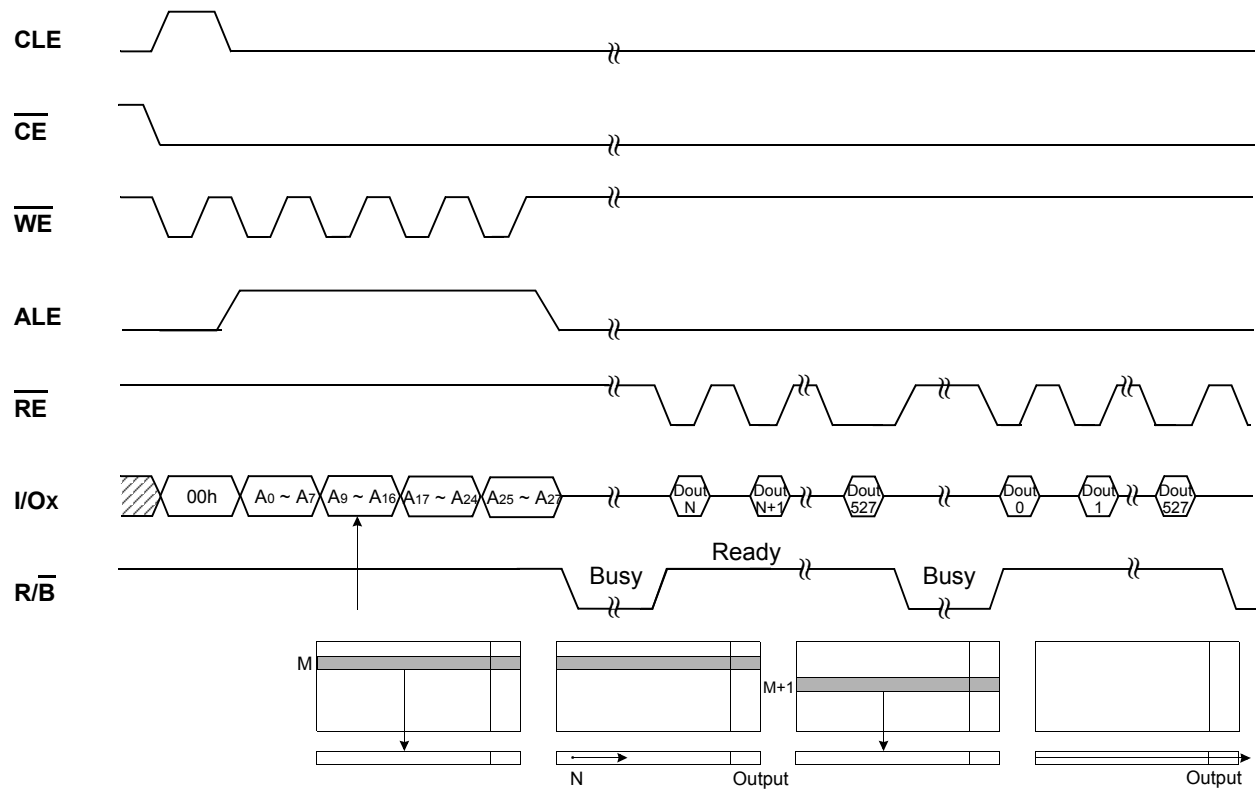 CLE
CE
WE
ALE
RE
I/Ox
00h
A0 ~ A7
A9 ~ A16
A17 ~ A24
A25 ~ A27
Dout
N
Dout
N+1
Dout
527
Dout
0
Dout
1
Dout
527
R/B
Busy
Ready
Busy
M
M+1
N
Output
Output